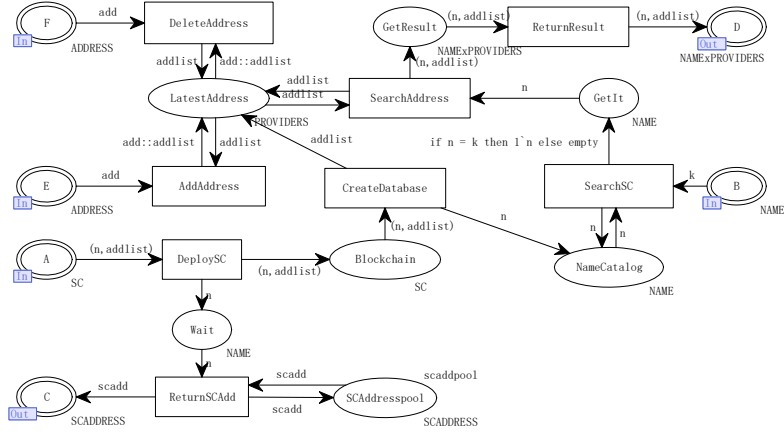 F
In
ADDRESS
add
DeleteAddress
GetResult
NAMExPROVIDERS
(n,addlist)
ReturnResult
(n,addlist)
D
Out
NAMExPROVIDERS
addlist
add::addlist
(n,addlist)
LatestAddress
PROVIDERS
addlist
addlist
SearchAddress
n
GetIt
NAME
add::addlist
addlist
addlist
if n = k then 1`n else empty
E
In
ADDRESS
add
AddAddress
CreateDatabase
SearchSC
k
B
In
NAME
(n,addlist)
n
n
n
A
In
SC
(n,addlist)
DeploySC
(n,addlist)
Blockchain
SC
NameCatalog
NAME
n
Wait
NAME
n
C
Out
SCADDRESS
scadd
ReturnSCAdd
scadd
scadd
scaddpool
SCAddresspool
SCADDRESS